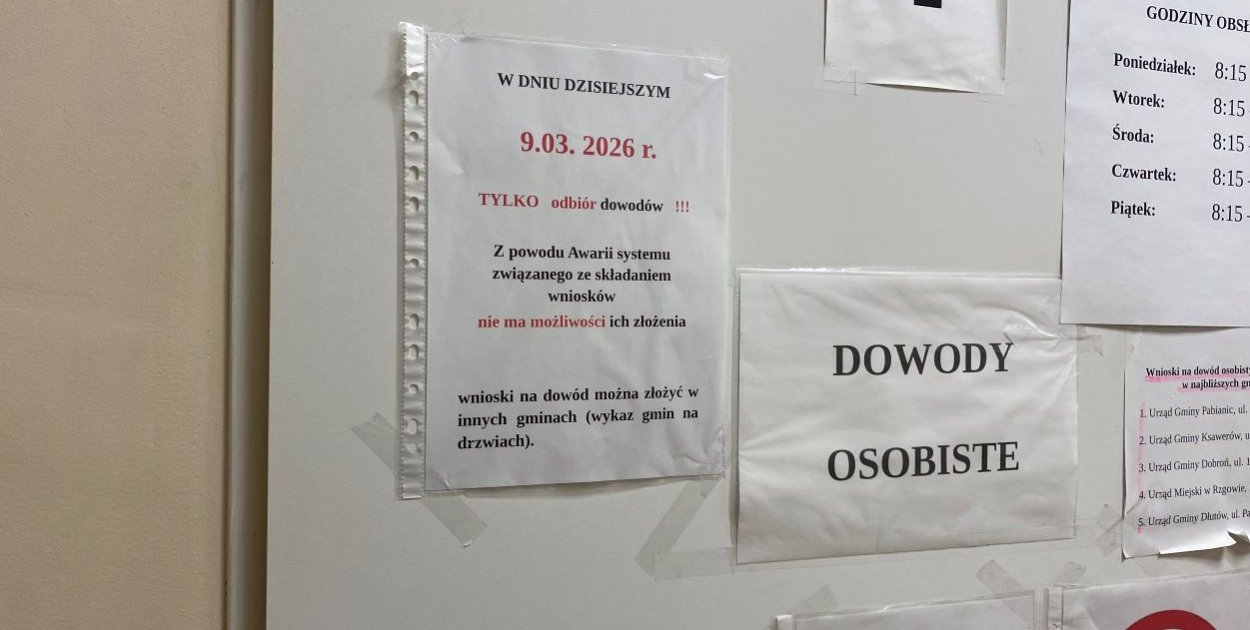 W DNIU DZISIEJSZYM
9.03. 2026 r.
TYLKO odbiór dowodów !!!
Z powodu Awarii systemu
związanego ze składaniem
wniosków
nie ma możliwości ich złożenia
wnioski na dowód można złożyć w
innych gminach (wykaz gmin na
drzwiach).
DOWODY
OSOBISTE
GODZINY
Poniedziałek: 8:15
Wtorek: 8:15 -
Środa: 8:15 -
Czwartek: 8:15 -
Piątek: 8:15 -
Wnioski na dowód
w najbliższych
1. Urząd Gminy Pabianic, ul.
2. Urząd Gminy Ksawerów,
3. Urząd Gminy Dobroń, ul. 1
4. Urząd Miejski w Rzgowie,
5. Urząd Gminy Dłutów, ul.